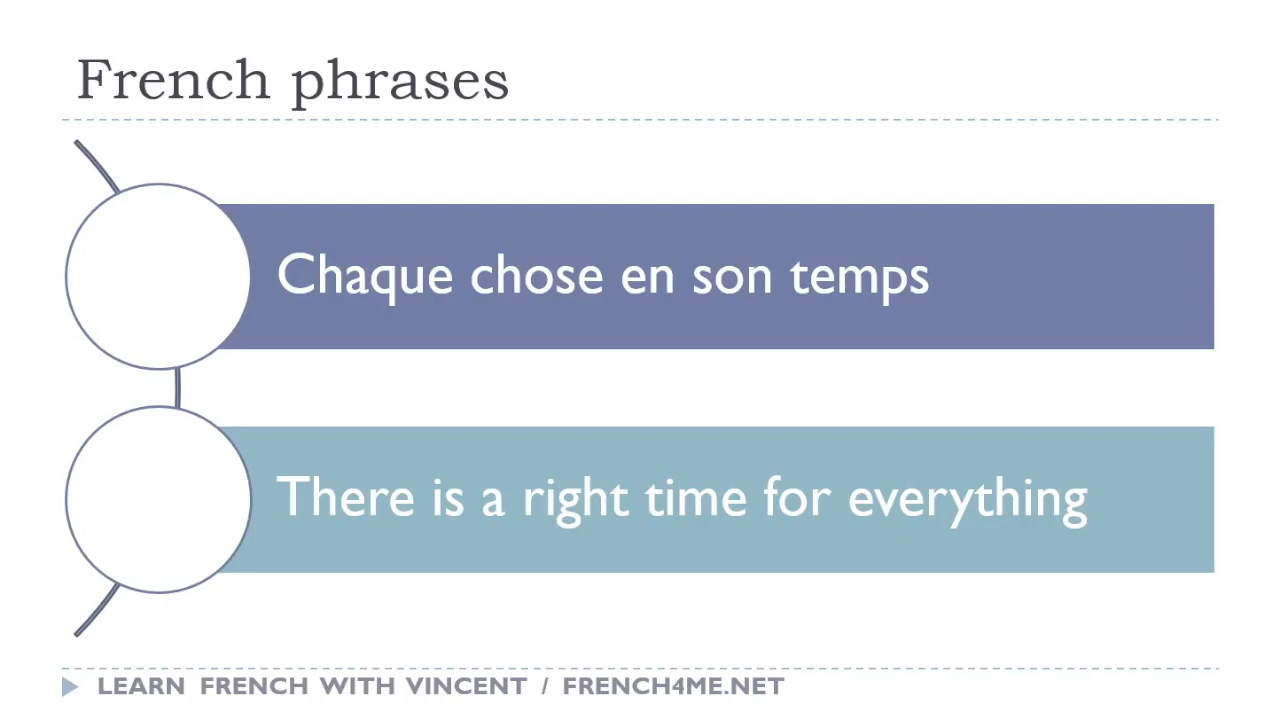 French phrases
Chaque chose en son temps
There is a right time for everything
LEARN FRENCH WITH VINCENT / FRENCH4ME.NET